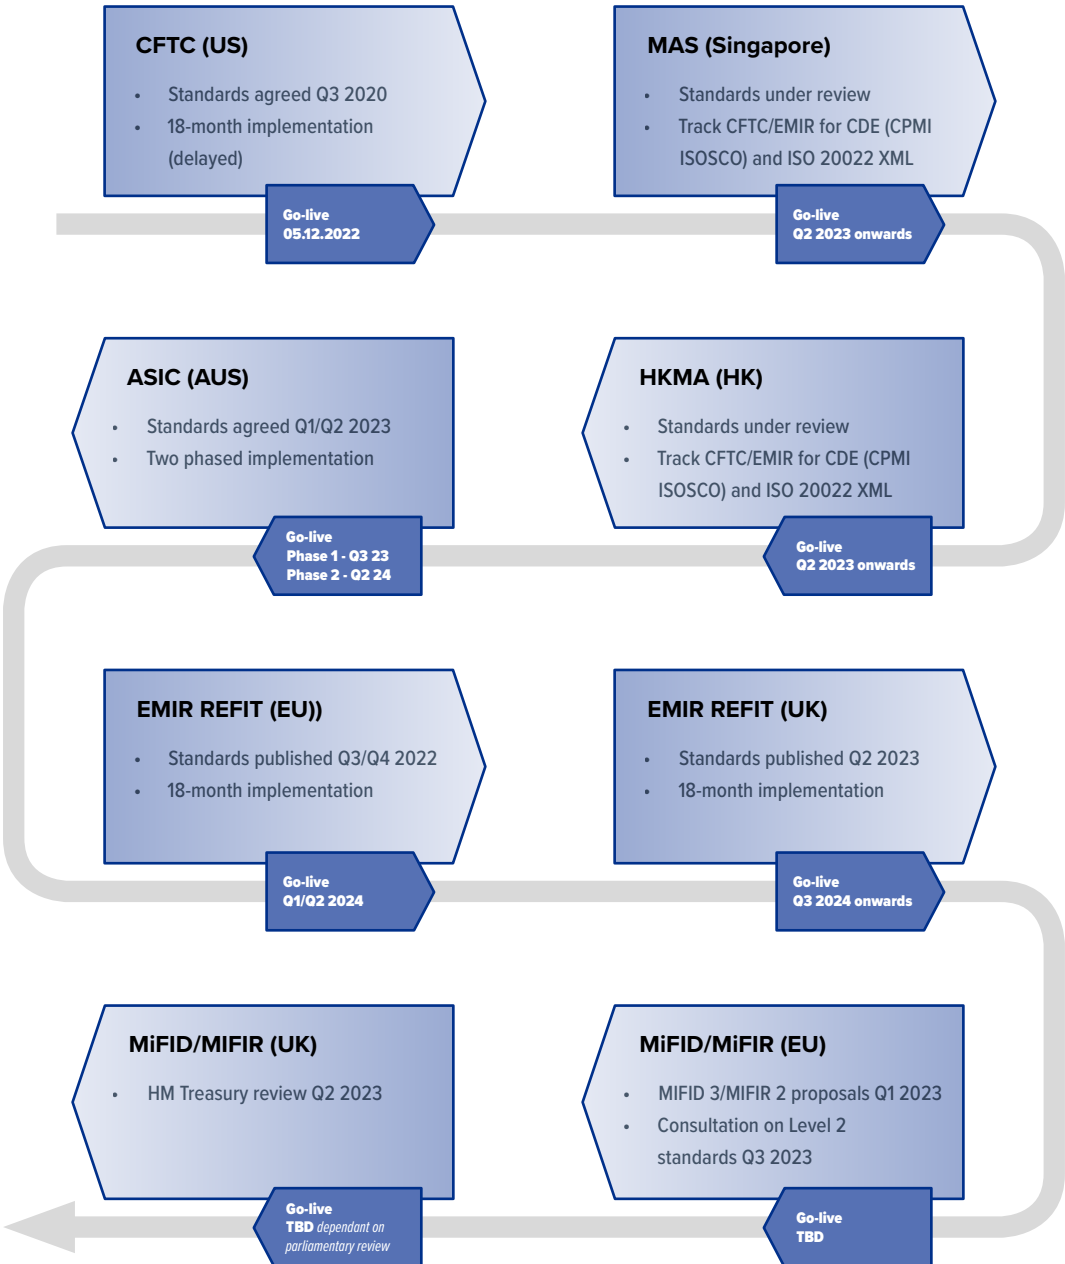 CFTC (US)
• Standards agreed Q3 2020
• 18-month implementation
(delayed)
Go-live
05.12.2022
MAS (Singapore)
• Standards under review
• Track CFTC/EMIR for CDE (CPMI
ISOSCO) and ISO 20022 XML
Go-live
Q2 2023 onwards
HKMA (HK)
• Standards under review
• Track CFTC/EMIR for CDE (CPMI
ISOSCO) and ISO 20022 XML
Go-live
Q2 2023 onwards
ASIC (AUS)
• Standards agreed Q1/Q2 2023
• Two phased implementation
Go-live
Phase 1 - Q3 23
Phase 2 - Q2 24
EMIR REFIT (EU))
• Standards published Q3/Q4 2022
• 18-month implementation
Go-live
Q1/Q2 2024
EMIR REFIT (UK)
• Standards published Q2 2023
• 18-month implementation
Go-live
Q3 2024 onwards
MiFID/MiFIR (EU)
• MIFID 3/MIFIR 2 proposals Q1 2023
• Consultation on Level 2
standards Q3 2023
Go-live
TBD
MiFID/MIFIR (UK)
• HM Treasury review Q2 2023
Go-live
TBD dependant on
parliamentary review